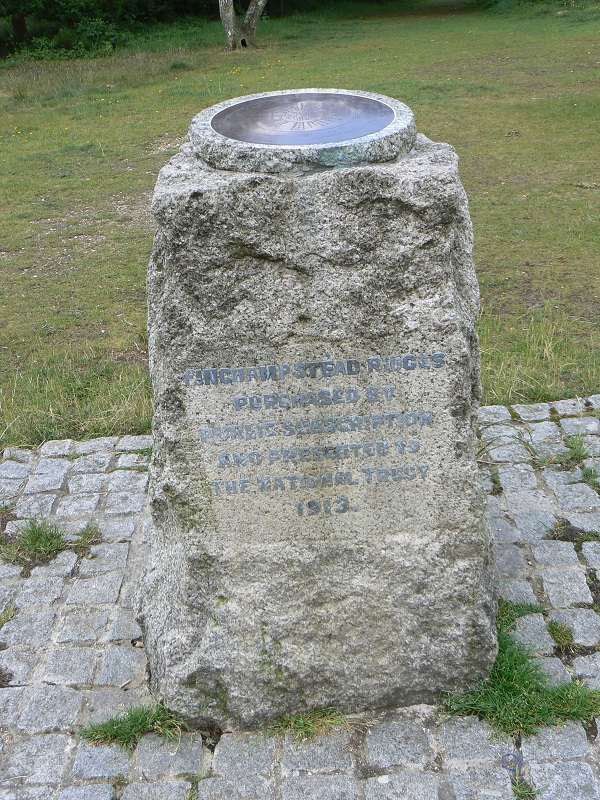 FINCHAMPSTEAD RIDGES
PURCHASED BY
PUBLIC SUBSCRIPTION
AND PRESENTED TO
THE NATIONAL TRUST
1913.